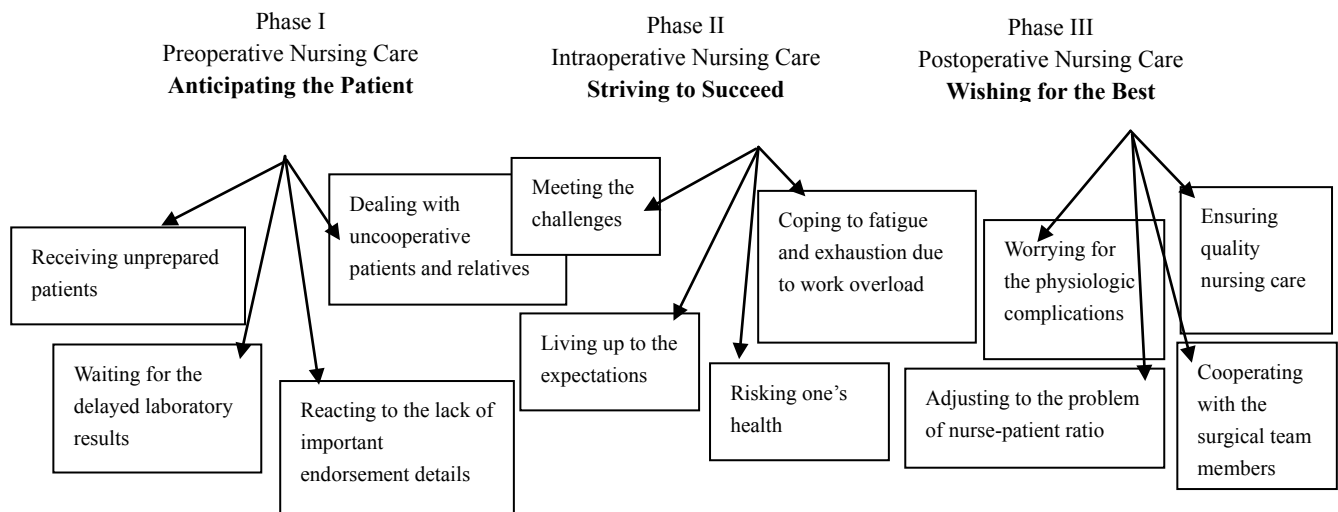 Phase I
Preoperative Nursing Care
Anticipating the Patient
Phase II
Intraoperative Nursing Care
Striving to Succeed
Phase III
Postoperative Nursing Care
Wishing for the Best
Receiving unprepared
patients
Dealing with
uncooperative
patients and relatives
Waiting for the
delayed laboratory
results
Reacting to the lack of
important
endorsement details
Meeting the
challenges
Coping to fatigue
and exhaustion due
to work overload
Living up to the
expectations
Risking one’s
health
Worrying for
the physiologic
complications
Ensuring
quality
nursing care
Adjusting to the problem
of nurse-patient ratio
Cooperating
with the
surgical team
members